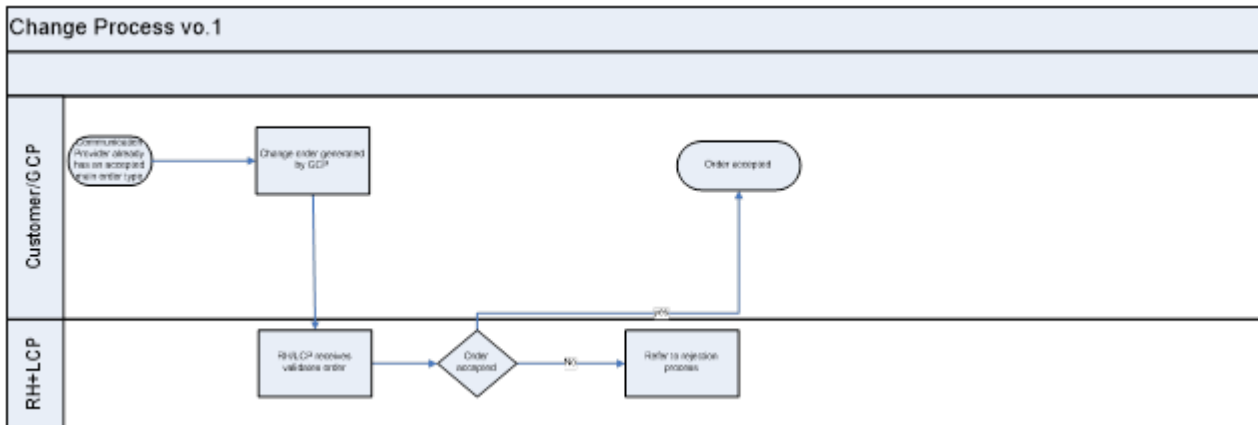 Change Process vo.1
Customer/GCP
Communication
Provider already
has an accepted
main order type
Change order generated
by GCP
Order accepted
yes
RH+LCP
RH/LCP receives
validates order
Order
accepted
No
Refer to rejection
process